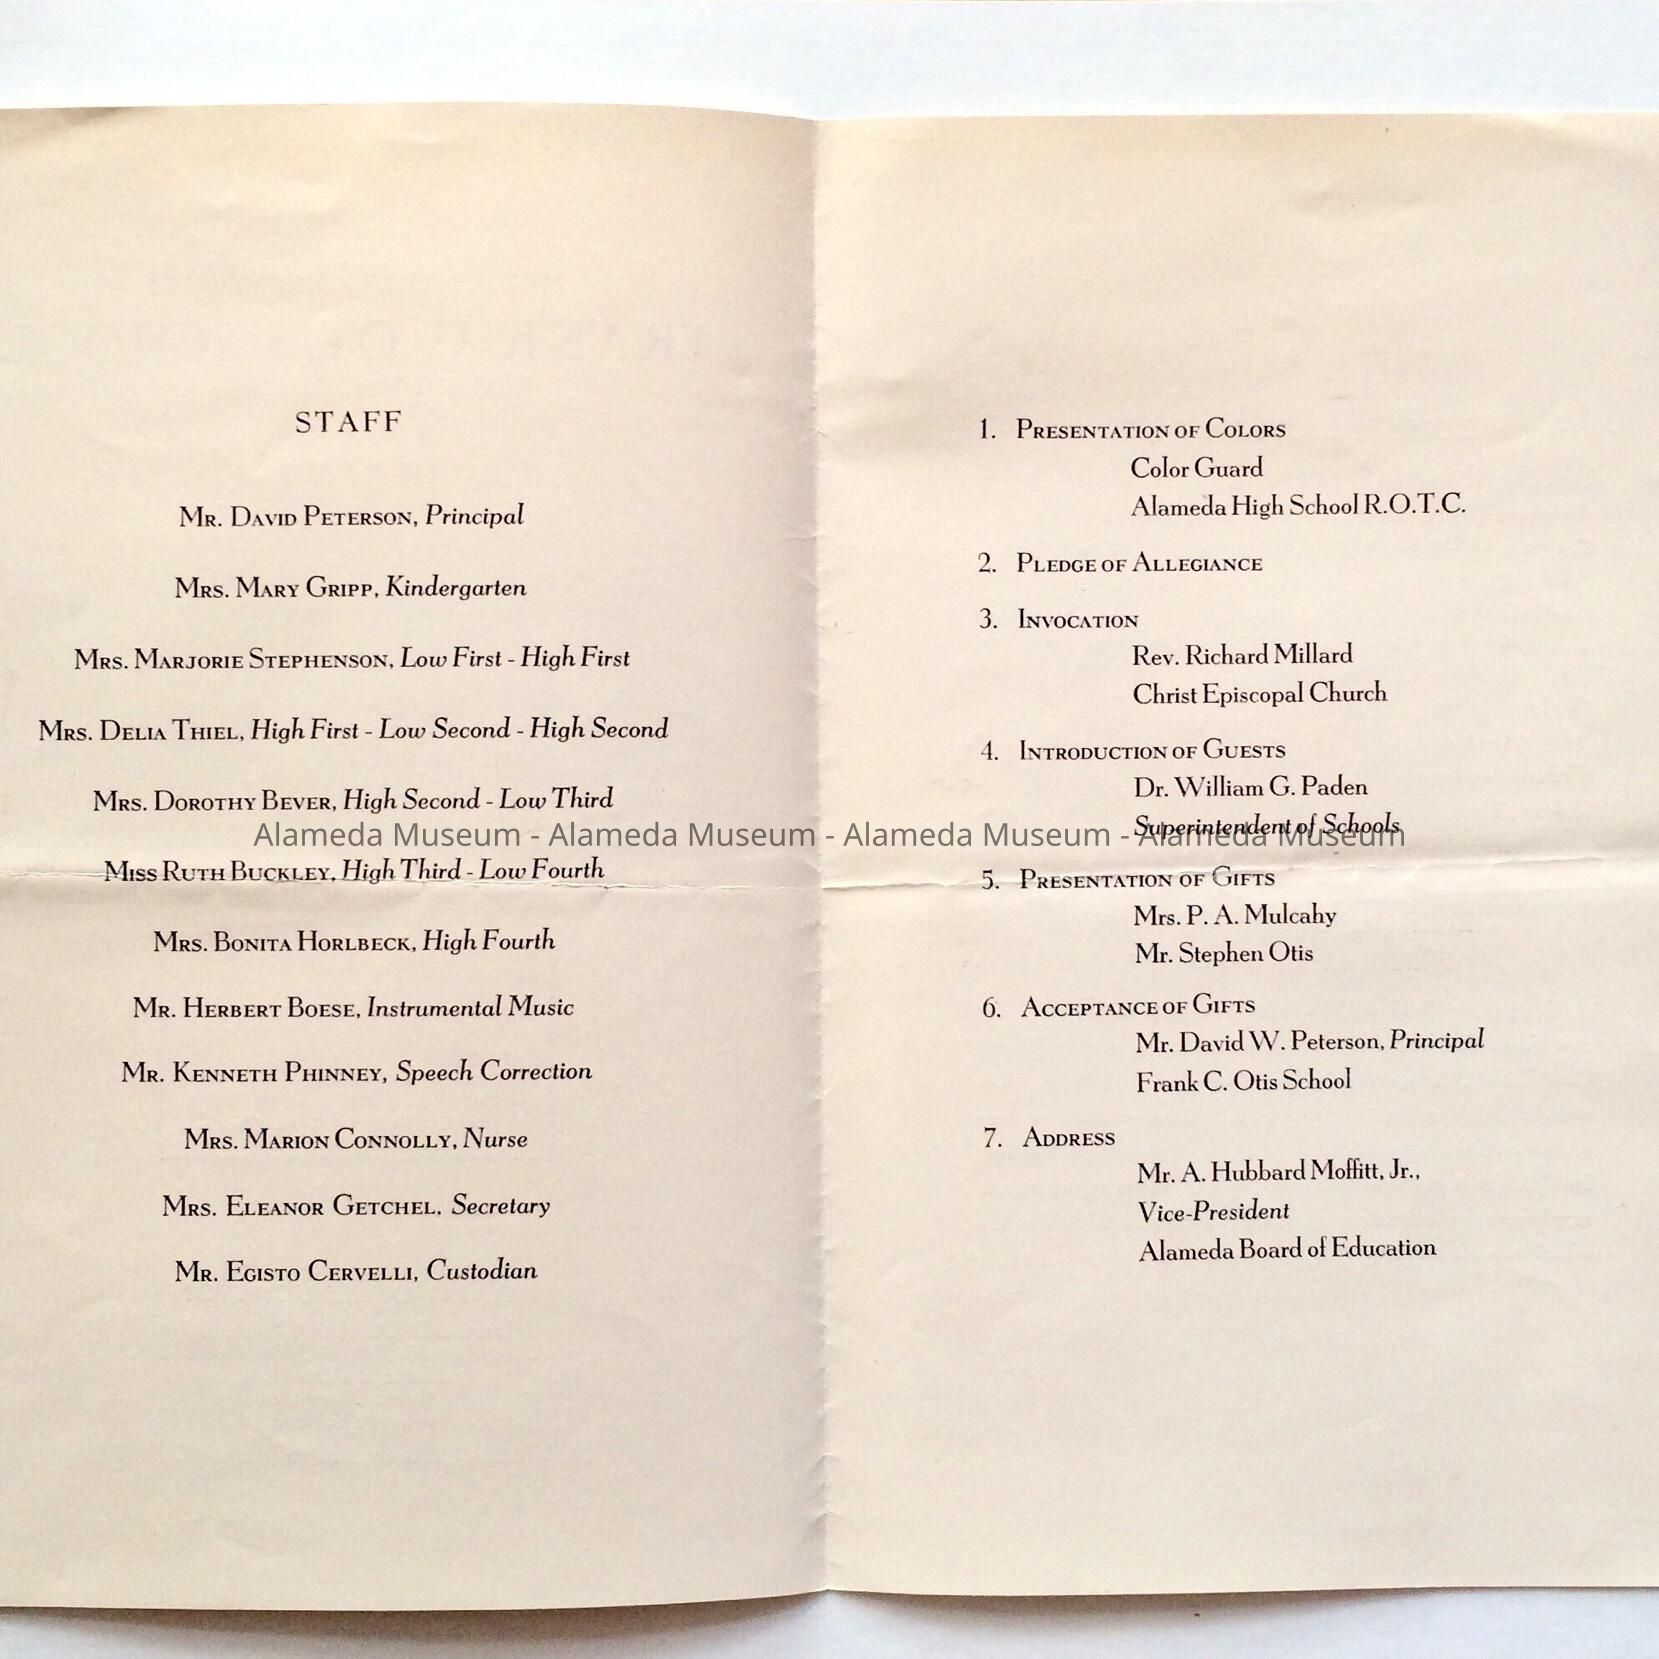 STAFF
Mr. David Peterson, Principal
Mrs. Mary Gripp, Kindergarten
Mrs. Marjorie Stephenson, Low First - High First
Mrs. Delia Thiel, High First - Low Second - High Second
Mrs. Dorothy Bever, High Second - Low Third
Miss Ruth Buckley, High Third - Low Fourth
Mrs. Bonita Horlbeck, High Fourth
Mr. Herbert Boese, Instrumental Music
Mr. Kenneth Phinney, Speech Correction
Mrs. Marion Connolly, Nurse
Mrs. Eleanor Getchel, Secretary
Mr. Egisto Cervelli, Custodian
1. Presentation of Colors
Color Guard
Alameda High School R.O.T.C.
2. Pledge of Allegiance
3. Invocation
Rev. Richard Millard
Christ Episcopal Church
4. Introduction of Guests
Dr. William G. Paden
Superintendent of Schools
5. Presentation of Gifts
Mrs. P. A. Mulcahy
Mr. Stephen Otis
6. Acceptance of Gifts
Mr. David W. Peterson, Principal
Frank C. Otis School
7. Address
Mr. A. Hubbard Moffitt, Jr.,
Vice-President
Alameda Board of Education
Alameda Museum - Alameda Museum - Alameda Museum - Alameda Museum